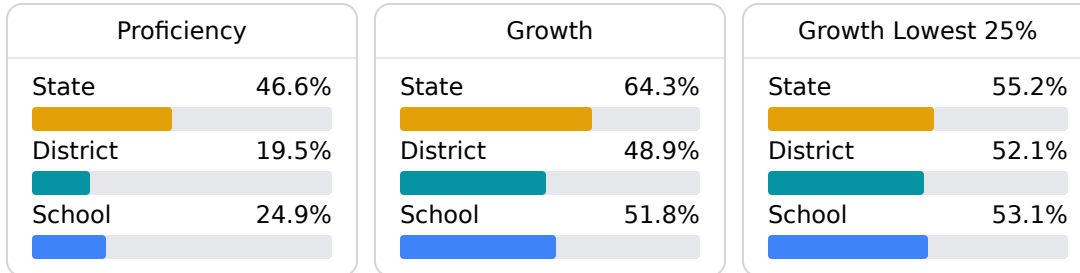 Proficiency
State 46.6%
District 19.5%
School 24.9%
Growth
State 64.3%
District 48.9%
School 51.8%
Growth Lowest 25%
State 55.2%
District 52.1%
School 53.1%